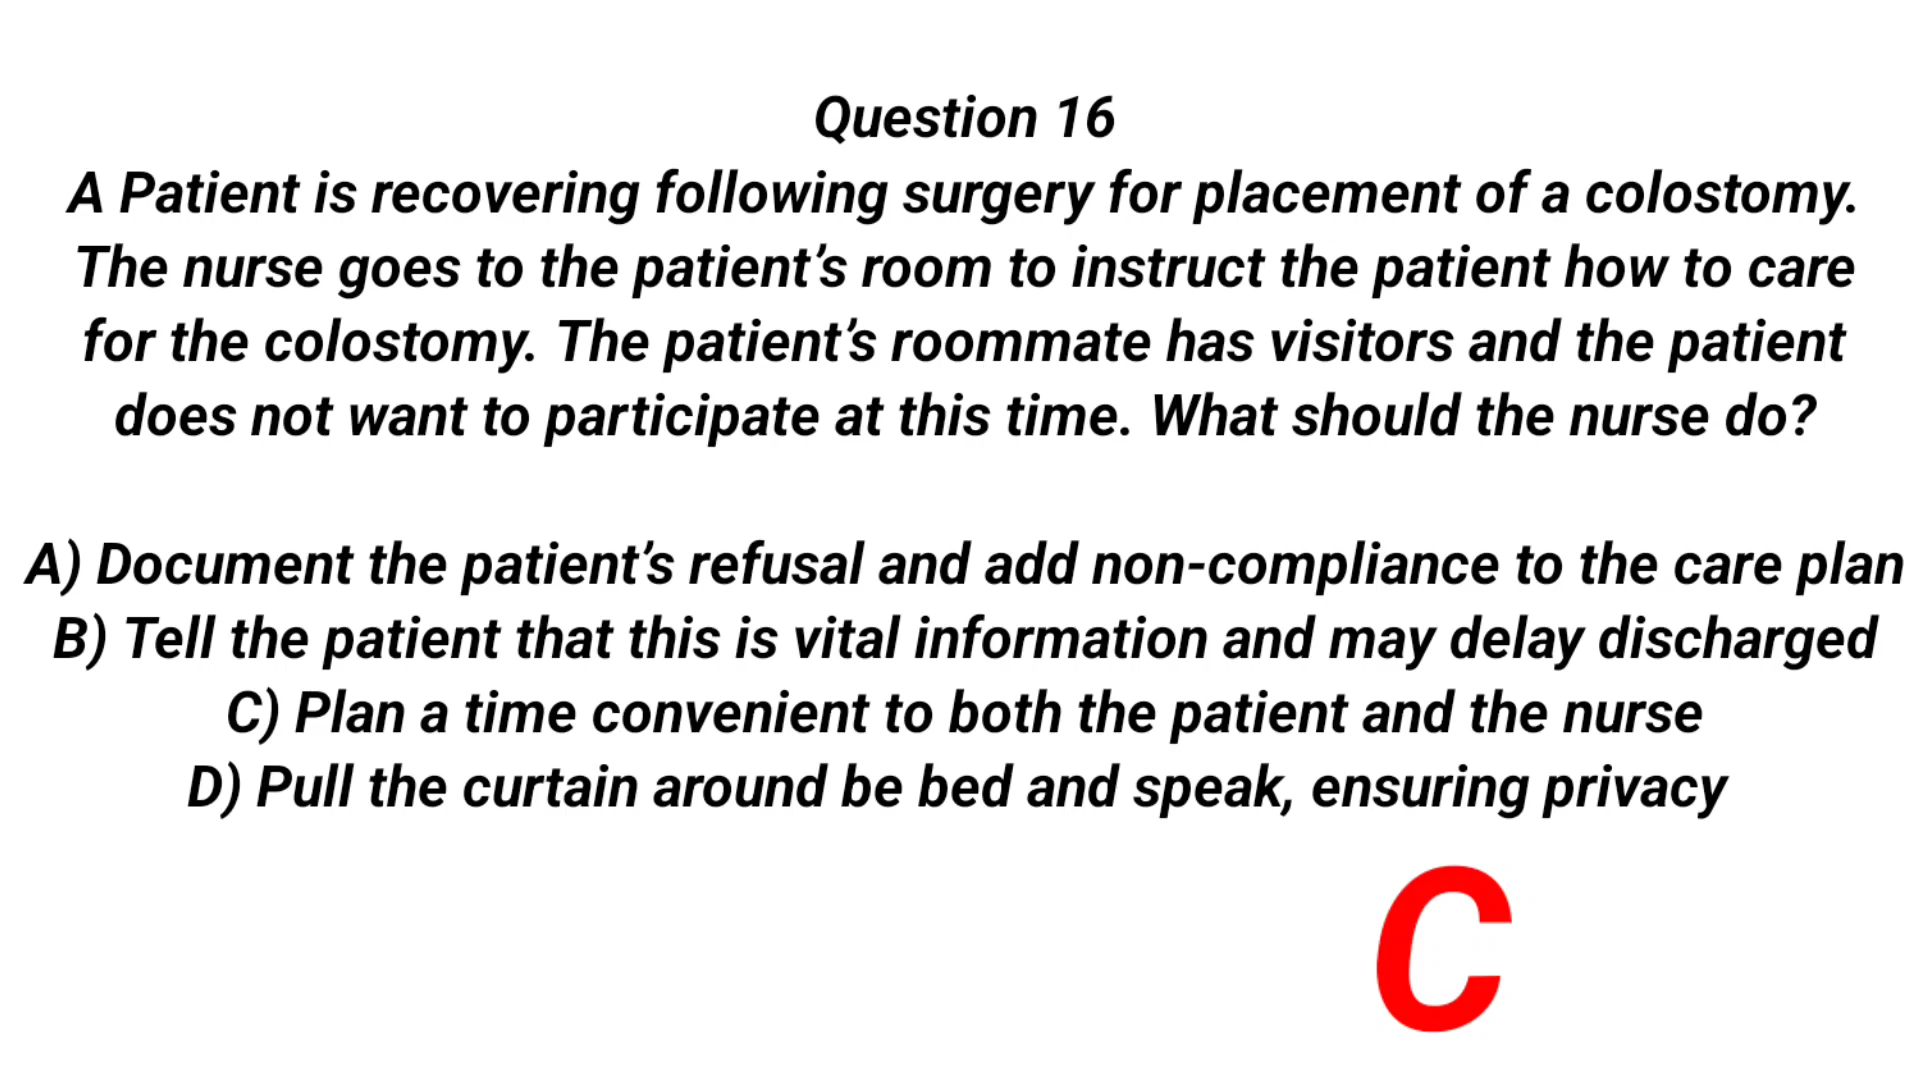 Question 16
A Patient is recovering following surgery for placement of a colostomy.
The nurse goes to the patient’s room to instruct the patient how to care
for the colostomy. The patient’s roommate has visitors and the patient
does not want to participate at this time. What should the nurse do?
A) Document the patient’s refusal and add non-compliance to the care plan
B) Tell the patient that this is vital information and may delay discharged
C) Plan a time convenient to both the patient and the nurse
D) Pull the curtain around be bed and speak, ensuring privacy
C